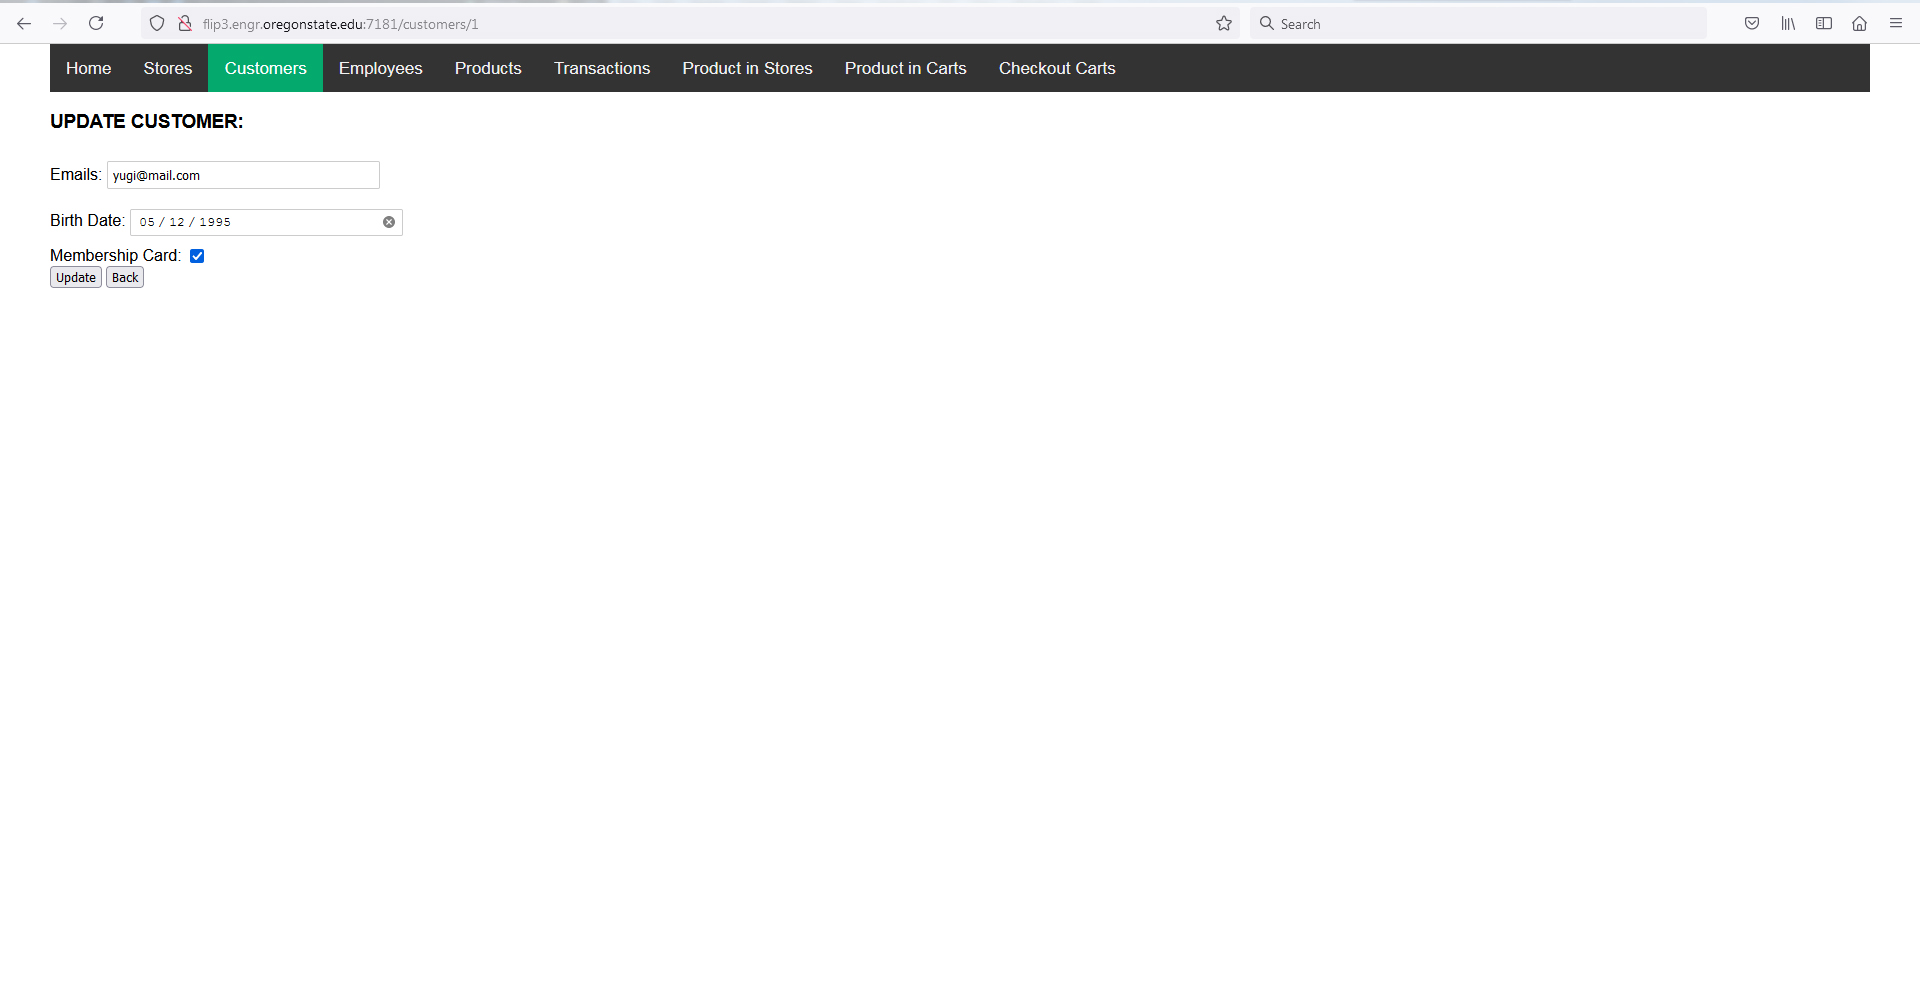 flip3.engr.oregonstate.edu:7181/customers/1 Search
Home Stores Customers Employees Products Transactions Product in Stores Product in Carts Checkout Carts
UPDATE CUSTOMER:
Emails: yugi@mail.com
Birth Date: 05 / 12 / 1995
Membership Card:
Update Back